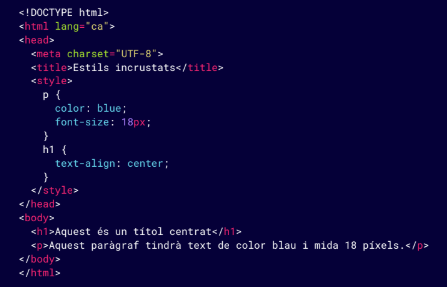 <!DOCTYPE html>
<html lang="ca">
<head>
  <meta charset="UTF-8">
  <title>Estils incrustats</title>
  <style>
    p {
      color: blue;
      font-size: 18px;
    }
    h1 {
      text-align: center;
    }
  </style>
</head>
<body>
  <h1>Aquest és un títol centrat</h1>
  <p>Aquest paràgraf tindrà text de color blau i mida 18 píxels.</p>
</body>
</html>